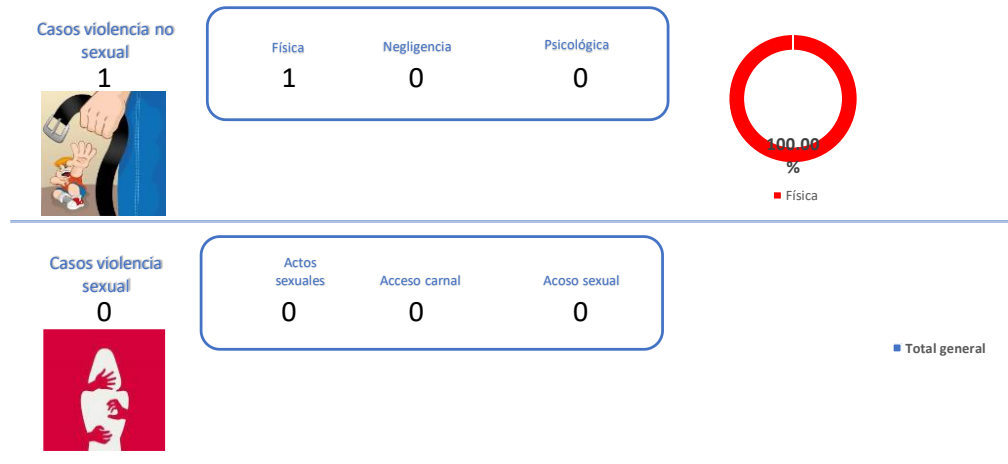 Casos violencia no
sexual
1
Física
Negligencia
Psicológica
1
0
0
100.00
%
Física
Casos violencia
sexual
0
Actos
sexuales
Acceso carnal
Acoso sexual
0
0
0
Total general